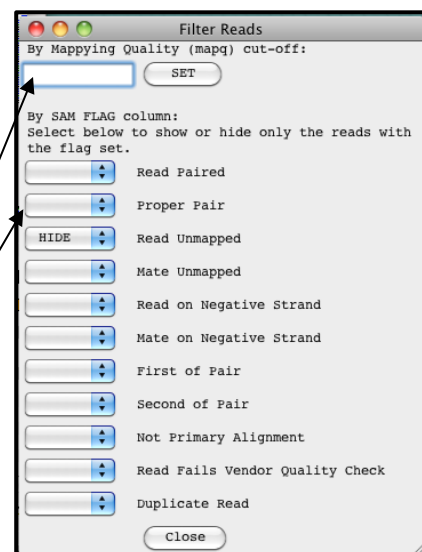 Filter Reads
By Mappying Quality (mapq) cut-off:
SET
By SAM FLAG column:
Select below to show or hide only the reads with
the flag set.
Read Paired
Proper Pair
HIDE Read Unmapped
Mate Unmapped
Read on Negative Strand
Mate on Negative Strand
First of Pair
Second of Pair
Not Primary Alignment
Read Fails Vendor Quality Check
Duplicate Read
Close